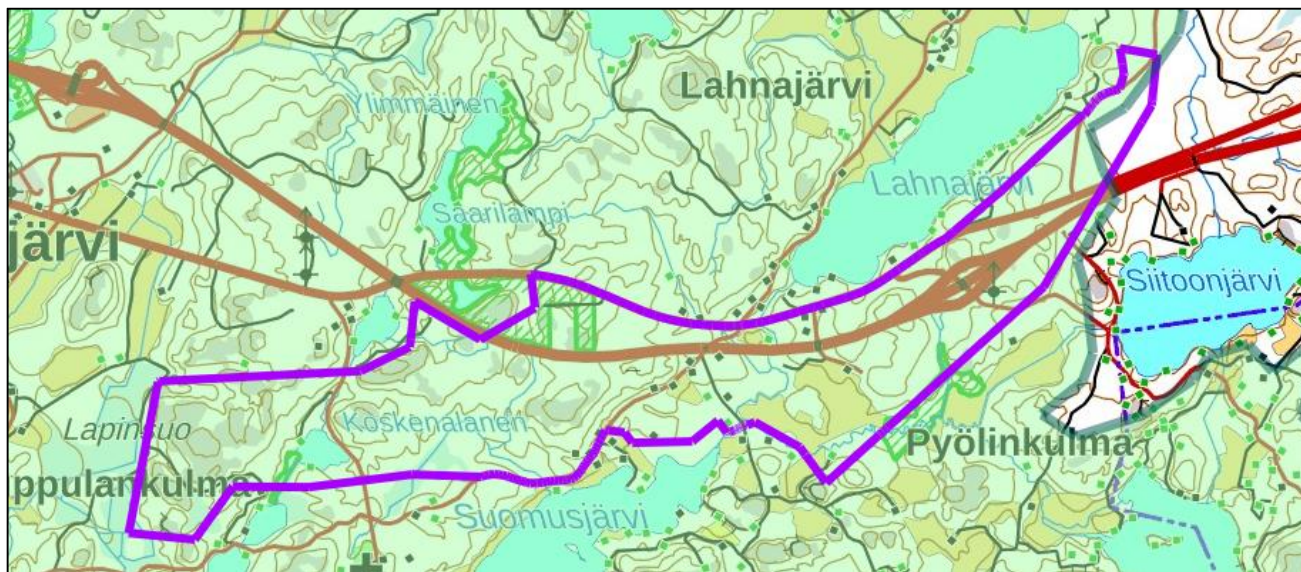 Lahnajärvi
Ylimmäinen
Lahnajärvi
Saarilampi
järvi
Siitoonjärvi
Koskenalanen
Lapinsuo
Pyölinkulma
ppulankulma
Suomusjärvi